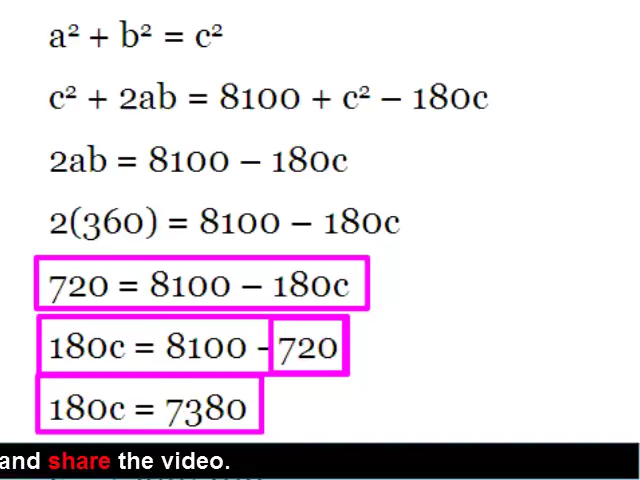 a² + b² = c²
c² + 2ab = 8100 + c² – 180c
2ab = 8100 – 180c
2(360) = 8100 – 180c
720 = 8100 – 180c
180c = 8100 - 720
180c = 7380
and share the video.